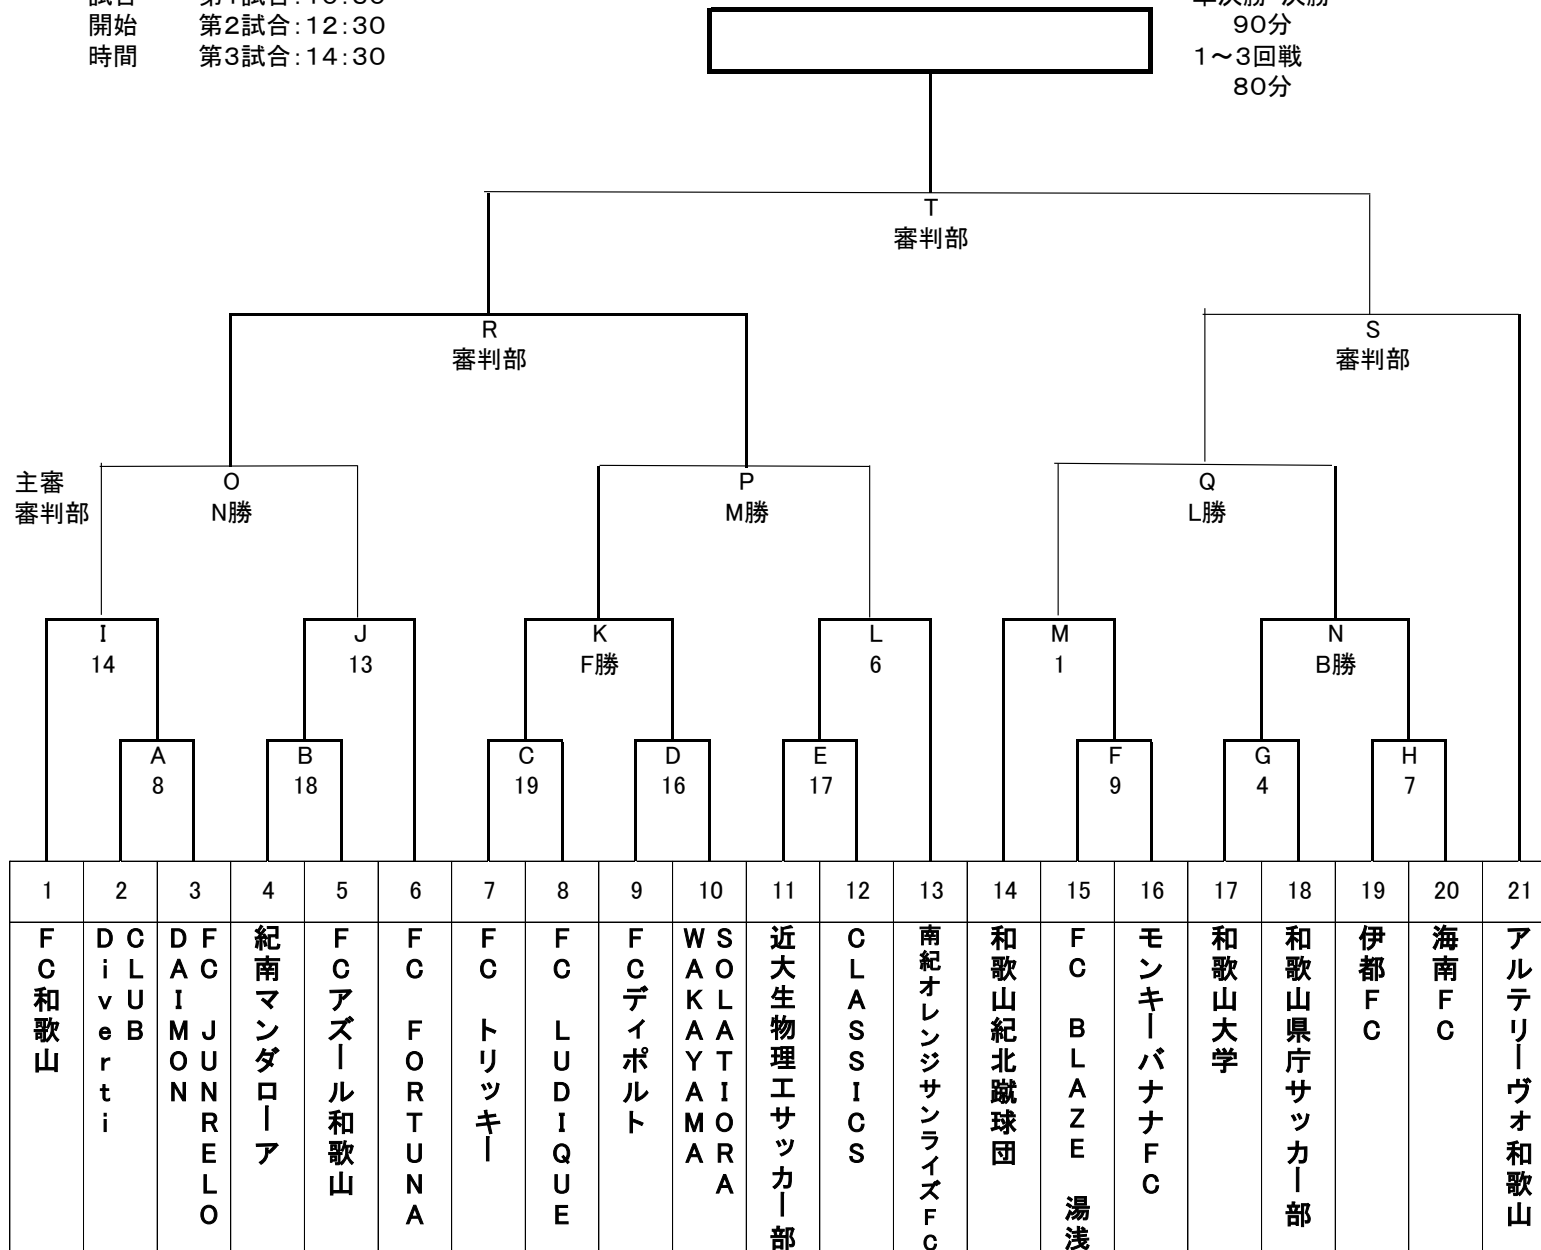 試合 第1試合：10：30
開始 第2試合：12：30
時間 第3試合：14：30
準決勝・決勝
90分
1～3回戦
80分
T
審判部
R
審判部
S
審判部
主審
審判部
O
N勝
P
M勝
Q
L勝
I
14
J
13
K
F勝
L
6
M
1
N
B勝
A
8
B
18
C
19
D
16
E
17
F
9
G
4
H
7
1 2 3 4 5 6 7 8 9 10 11 12 13 14 15 16 17 18 19 20 21
FC和歌山
CLUB
Diverti
FC JUNRELO
DAIMON
紀南マンダローア
FCアズール和歌山
FC FORTUNA
FC トリッキー
FC LUDIQUE
FCディポルト
SOLATIORA
WAKAYAMA
近大生物理工サッカー部
CLASSICS
南紀オレンジサンライズFC
和歌山紀北蹴球団
FC BLAZE 湯浅
モンキーバナナFC
和歌山大学
和歌山県庁サッカー部
伊都FC
海南FC
アルテリーヴォ和歌山